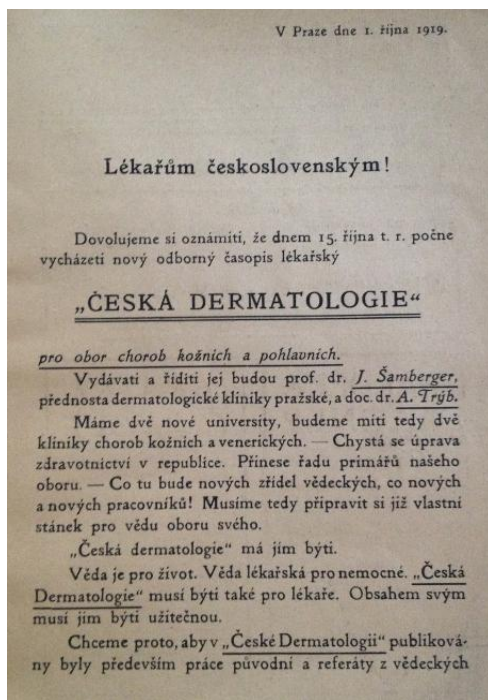 V Praze dne 1. října 1919.
Lékařům československým!
Dovolujeme si oznámiti, že dnem 15. října t. r. počne
vycházeti nový odborný časopis lékařský
„ČESKÁ DERMATOLOGIE“
pro obor chorob kožních a pohlavních.
Vydávati a říditi jej budou prof. dr. J. Šamberger,
přednosta dermatologické kliniky pražské, a doc. dr. A. Trýb.
Máme dvě nové university, budeme míti tedy dvě
kliniky chorob kožních a venerických. — Chystá se úprava
zdravotnictví v republice. Přinese řadu primářů našeho
oboru. — Co tu bude nových zřídel vědeckých, co nových
a nových pracovníků! Musíme tedy připravit si již vlastní
stánek pro vědu oboru svého.
„Česká dermatologie“ má jím býti.
Věda je pro život. Věda lékařská pro nemocné. „Česká
Dermatologie“ musí býti také pro lékaře. Obsahem svým
musí jim býti užitečnou.
Chceme proto, aby v „České Dermatologii“ publiková-
ny byly především práce původní a referáty z vědeckých